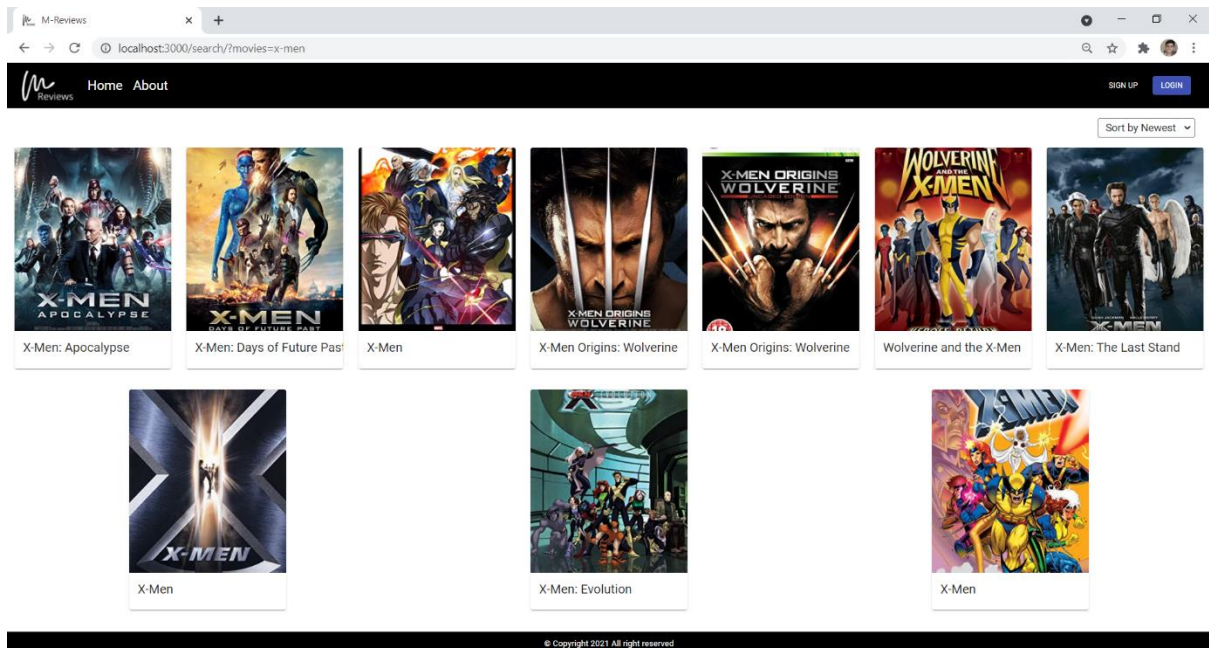 M-Reviews
localhost:3000/search/?movies=x-men
Reviews
Home About
SIGN UP LOGIN
Sort by Newest
X-MEN
APOCALYPSE
X-MEN
DAYS OF FUTURE PAST
X-MEN ORIGINS
WOLVERINE
X-MEN ORIGINS
WOLVERINE
WOLVERINE
AND THE
X-MEN
X-MEN
X-Men: Apocalypse
X-Men: Days of Future Past
X-Men
X-Men Origins: Wolverine
X-Men Origins: Wolverine
Wolverine and the X-Men
X-Men: The Last Stand
X-MEN
X-MEN
X-Men
X-Men: Evolution
X-Men
© Copyright 2021 All right reserved